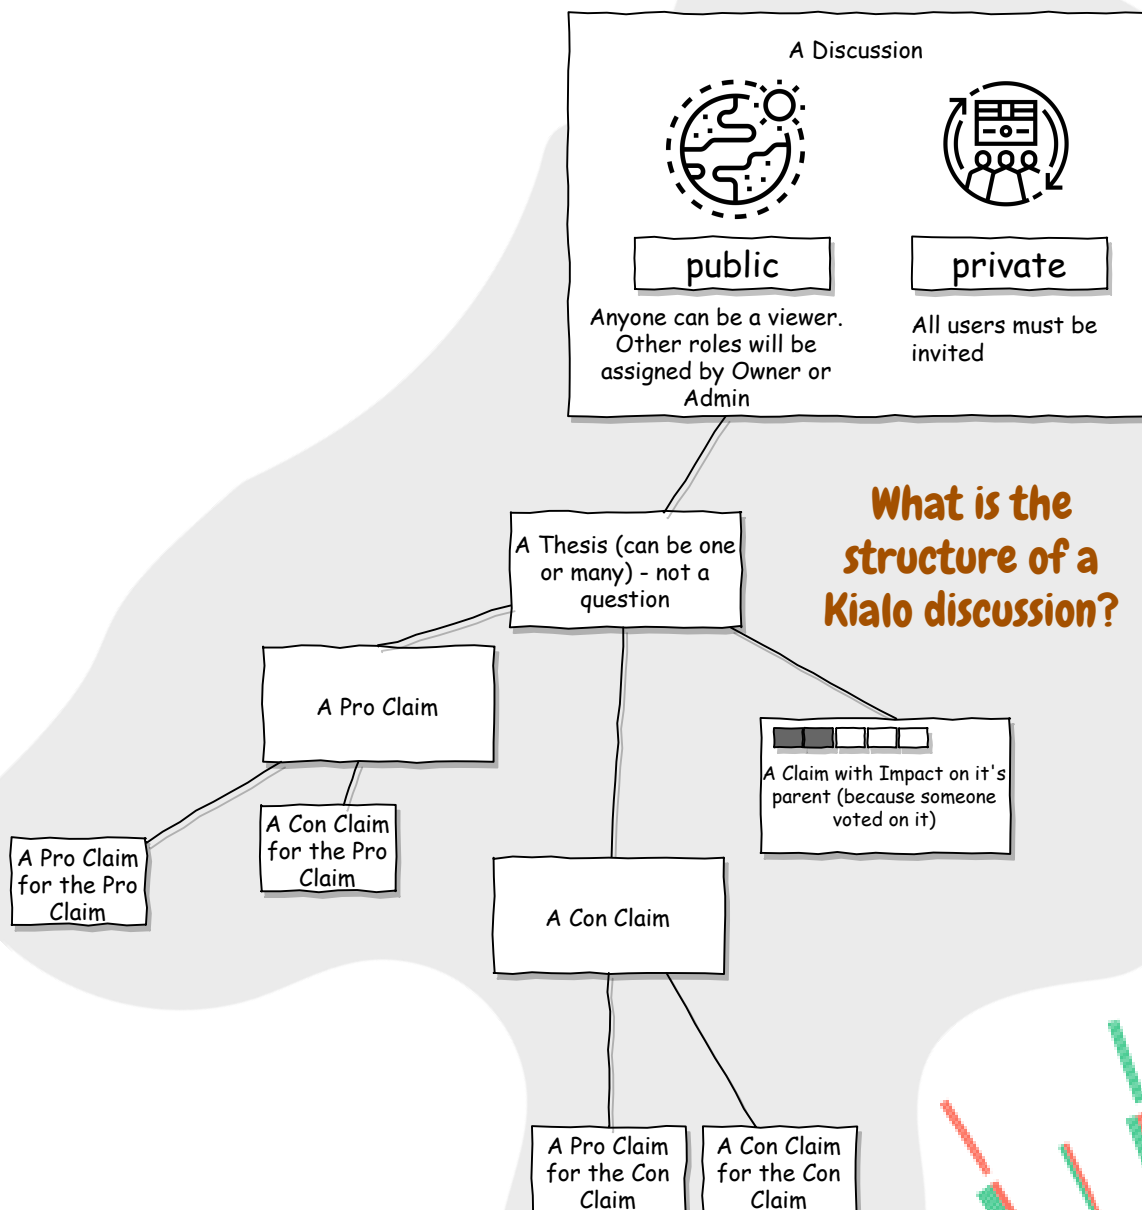 A Discussion
public
private
Anyone can be a viewer.
Other roles will be
assigned by Owner or
Admin
All users must be
invited
What is the
structure of a
Kialo discussion?
A Thesis (can be one
or many) - not a
question
A Pro Claim
A Claim with Impact on it's
parent (because someone
voted on it)
A Con Claim
for the Pro
Claim
A Pro Claim
for the Pro
Claim
A Con Claim
A Pro Claim
for the Con
Claim
A Con Claim
for the Con
Claim